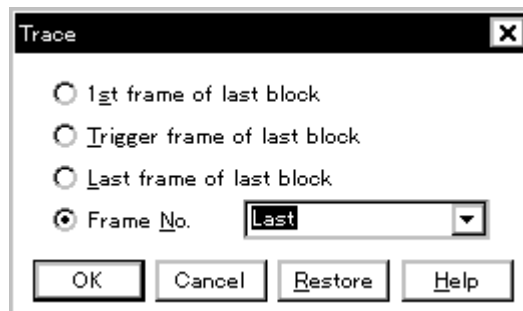 Trace
1st frame of last block
Trigger frame of last block
Last frame of last block
Frame No. Last
OK Cancel Restore Help